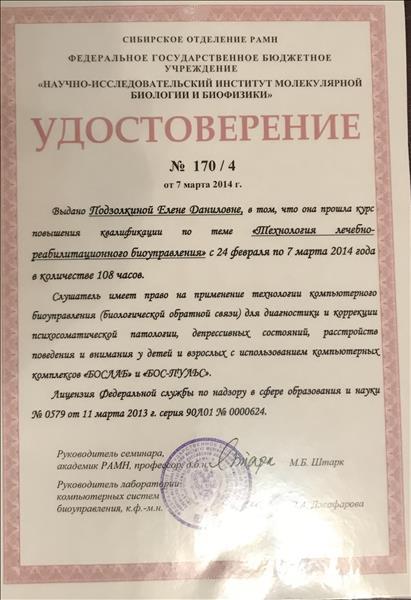 СИБИРСКОЕ ОТДЕЛЕНИЕ РАМН
ФЕДЕРАЛЬНОЕ ГОСУДАРСТВЕННОЕ БЮДЖЕТНОЕ
УЧРЕЖДЕНИЕ
«НАУЧНО-ИССЛЕДОВАТЕЛЬСКИЙ ИНСТИТУТ МОЛЕКУЛЯРНОЙ
БИОЛОГИИ И БИОФИЗИКИ»
УДОСТОВЕРЕНИЕ
№ 170 / 4
от 7 марта 2014 г.
Выдано Подзолкиной Елене Даниловне, в том, что она прошла курс
повышения квалификации по теме «Технология лечебно-
реабилитационного биоуправления» с 24 февраля по 7 марта 2014 года
в количестве 108 часов.
Слушатель имеет право на применение технологии компьютерного
биоуправления (биологической обратной связи) для диагностики и коррекции
психосоматической патологии, депрессивных состояний, расстройств
поведения и внимания у детей и взрослых с использованием компьютерных
комплексов «БОСЛАБ» и «БОС-ПУЛЬС».
Лицензия Федеральной службы по надзору в сфере образования и науки
№ 0579 от 11 марта 2013 г. серия 90Л01 № 0000624.
Руководитель семинара,
академик РАМН, профессор, д.б.н. Штарк М.Б. Штарк
Руководитель лаборатории
компьютерных систем
биоуправления, к.ф.-м.н.